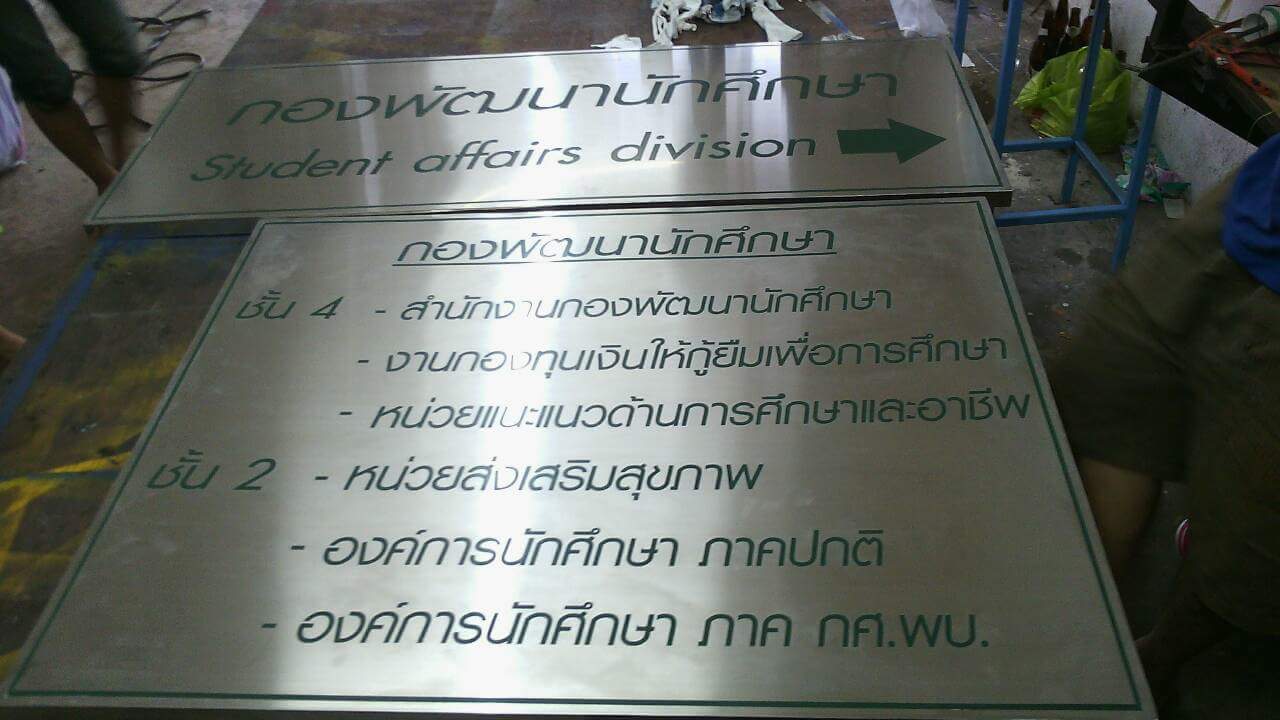 กองพัฒนานักศึกษา
Student affairs division
กองพัฒนานักศึกษา
ชั้น 4 - สำนักงานกองพัฒนานักศึกษา
- งานกองทุนเงินให้กู้ยืมเพื่อการศึกษา
- หน่วยแนะแนวด้านการศึกษาและอาชีพ
ชั้น 2 - หน่วยส่งเสริมสุขภาพ
- องค์การนักศึกษา ภาคปกติ
- องค์การนักศึกษา ภาค กศ.พบ.